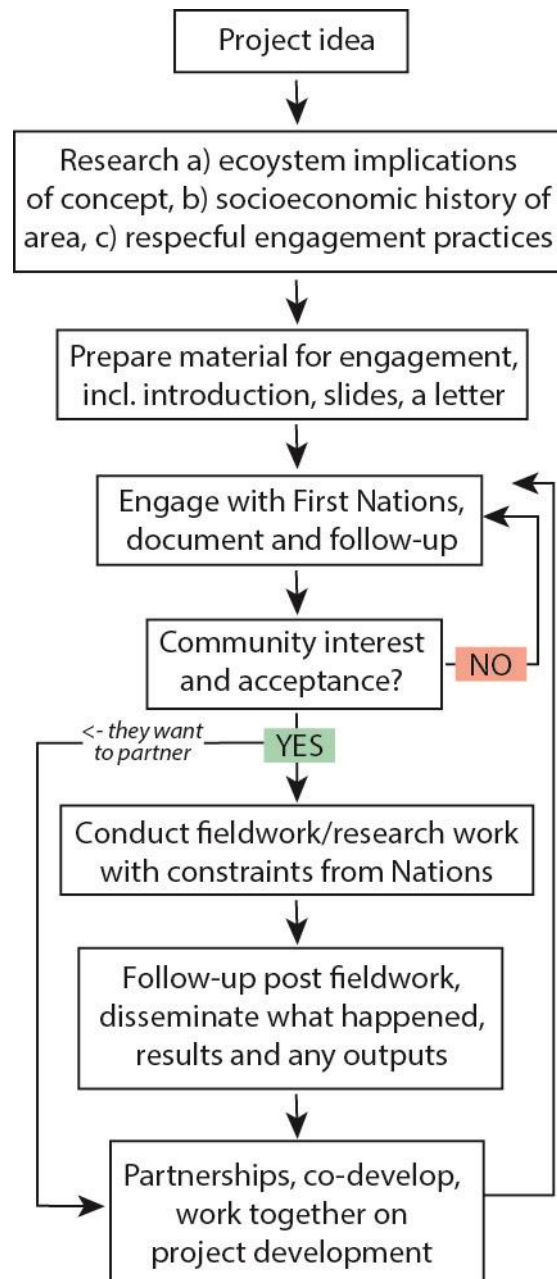 Project idea
Research a) ecoystem implications
of concept, b) socioeconomic history of
area, c) respecful engagement practices
Prepare material for engagement,
incl. introduction, slides, a letter
Engage with First Nations,
document and follow-up
Community interest
and acceptance?
NO
<- they want
to partner
YES
Conduct fieldwork/research work
with constraints from Nations
Follow-up post fieldwork,
disseminate what happened,
results and any outputs
Partnerships, co-develop,
work together on
project development